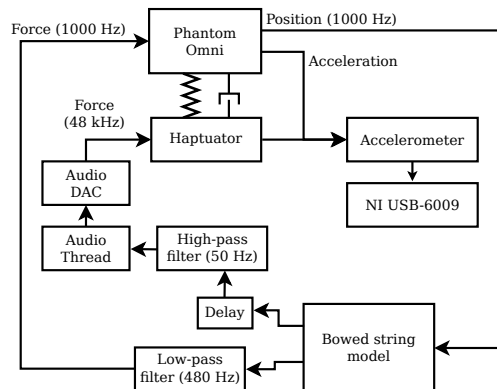 Force (1000 Hz)
Phantom
Omni
Position (1000 Hz)
Acceleration
Force
(48 kHz)
Haptuator
Accelerometer
Audio
DAC
NI USB-6009
Audio
Thread
High-pass
filter (50 Hz)
Delay
Bowed string
model
Low-pass
filter (480 Hz)